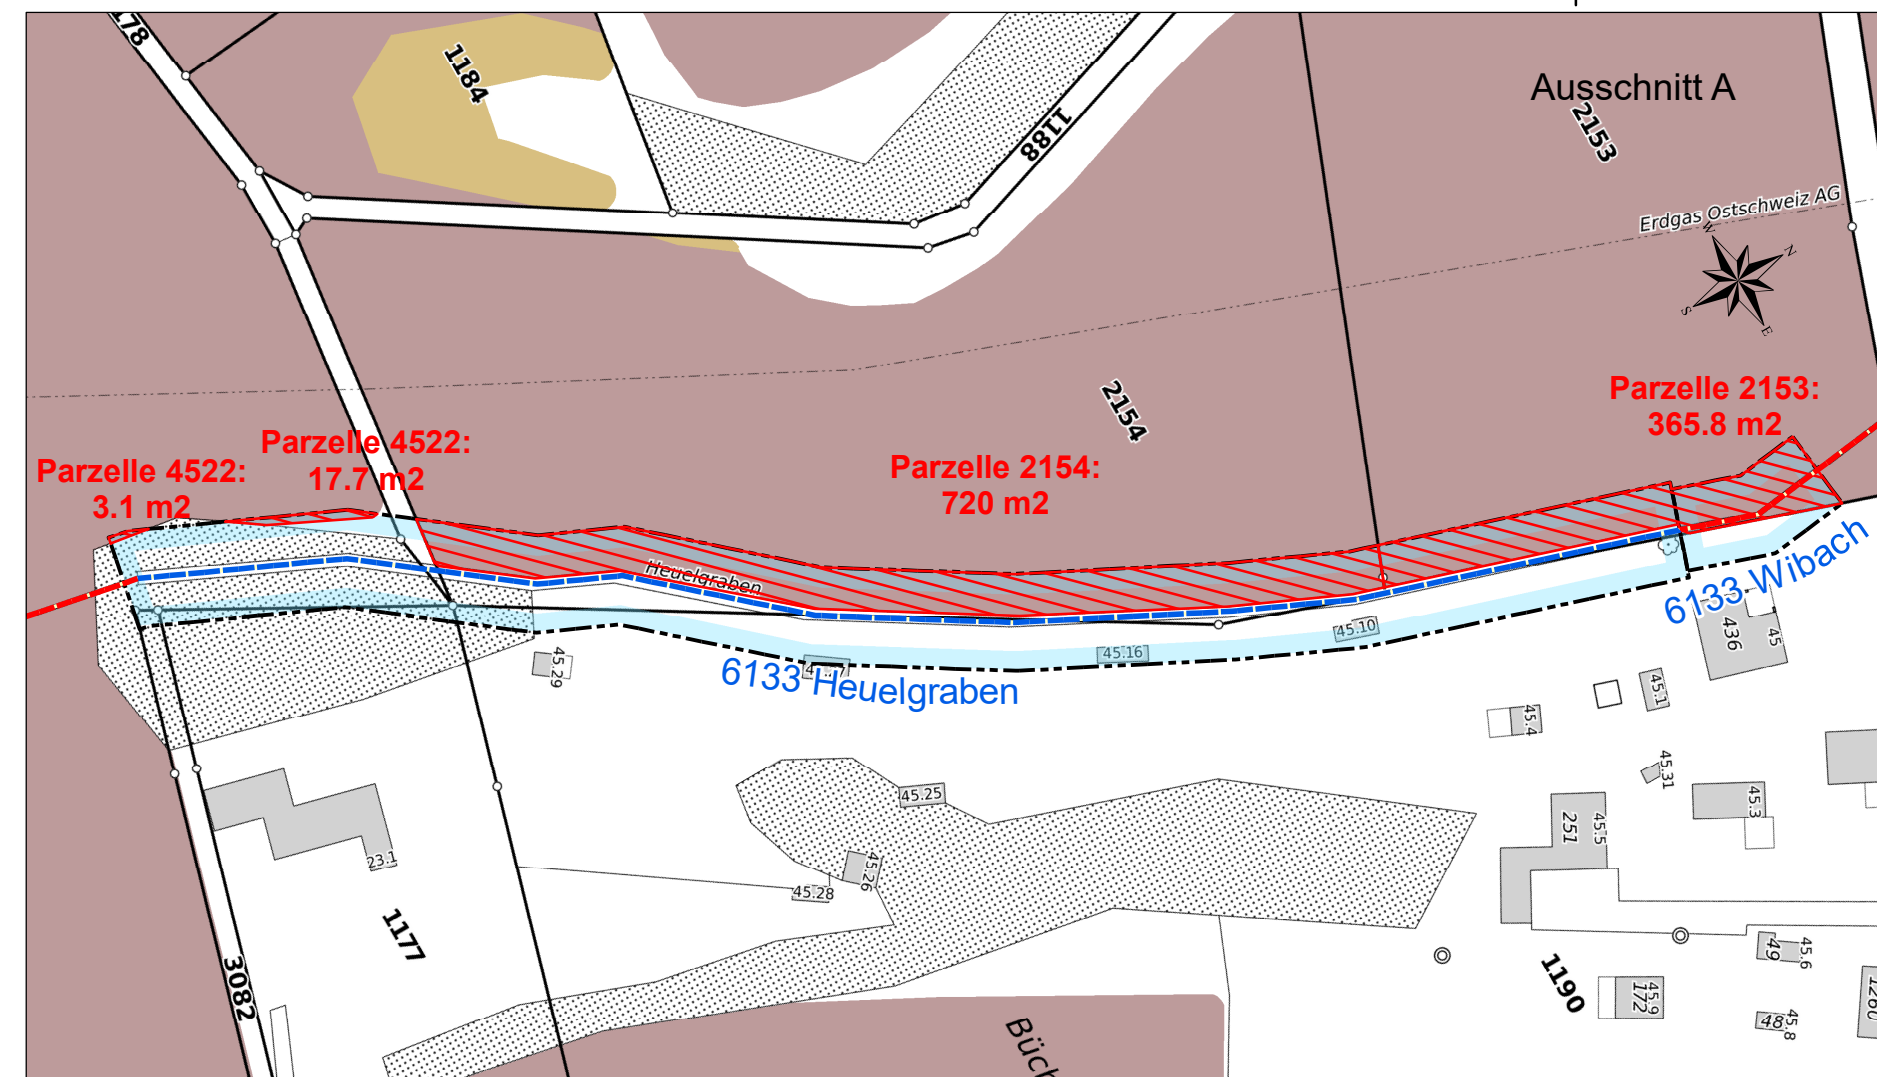 178
1184
1188
Ausschnitt A
2153
Erdgas Ostschweiz AG
W
N
S
E
2154
Parzelle 2153:
365.8 m2
Parzelle 4522:
17.7 m2
Parzelle 4522:
3.1 m2
Parzelle 2154:
720 m2
Heuelgraben
6133 Wibach
6133 Heuelgraben
45.10
45.16
45.29
436
45
45.1
45.4
45.31
45.3
45.25
45.26
45.28
251
45.5
23.1
1177
3082
1190
49
45.6
45.9
172
48
45.8
Büch